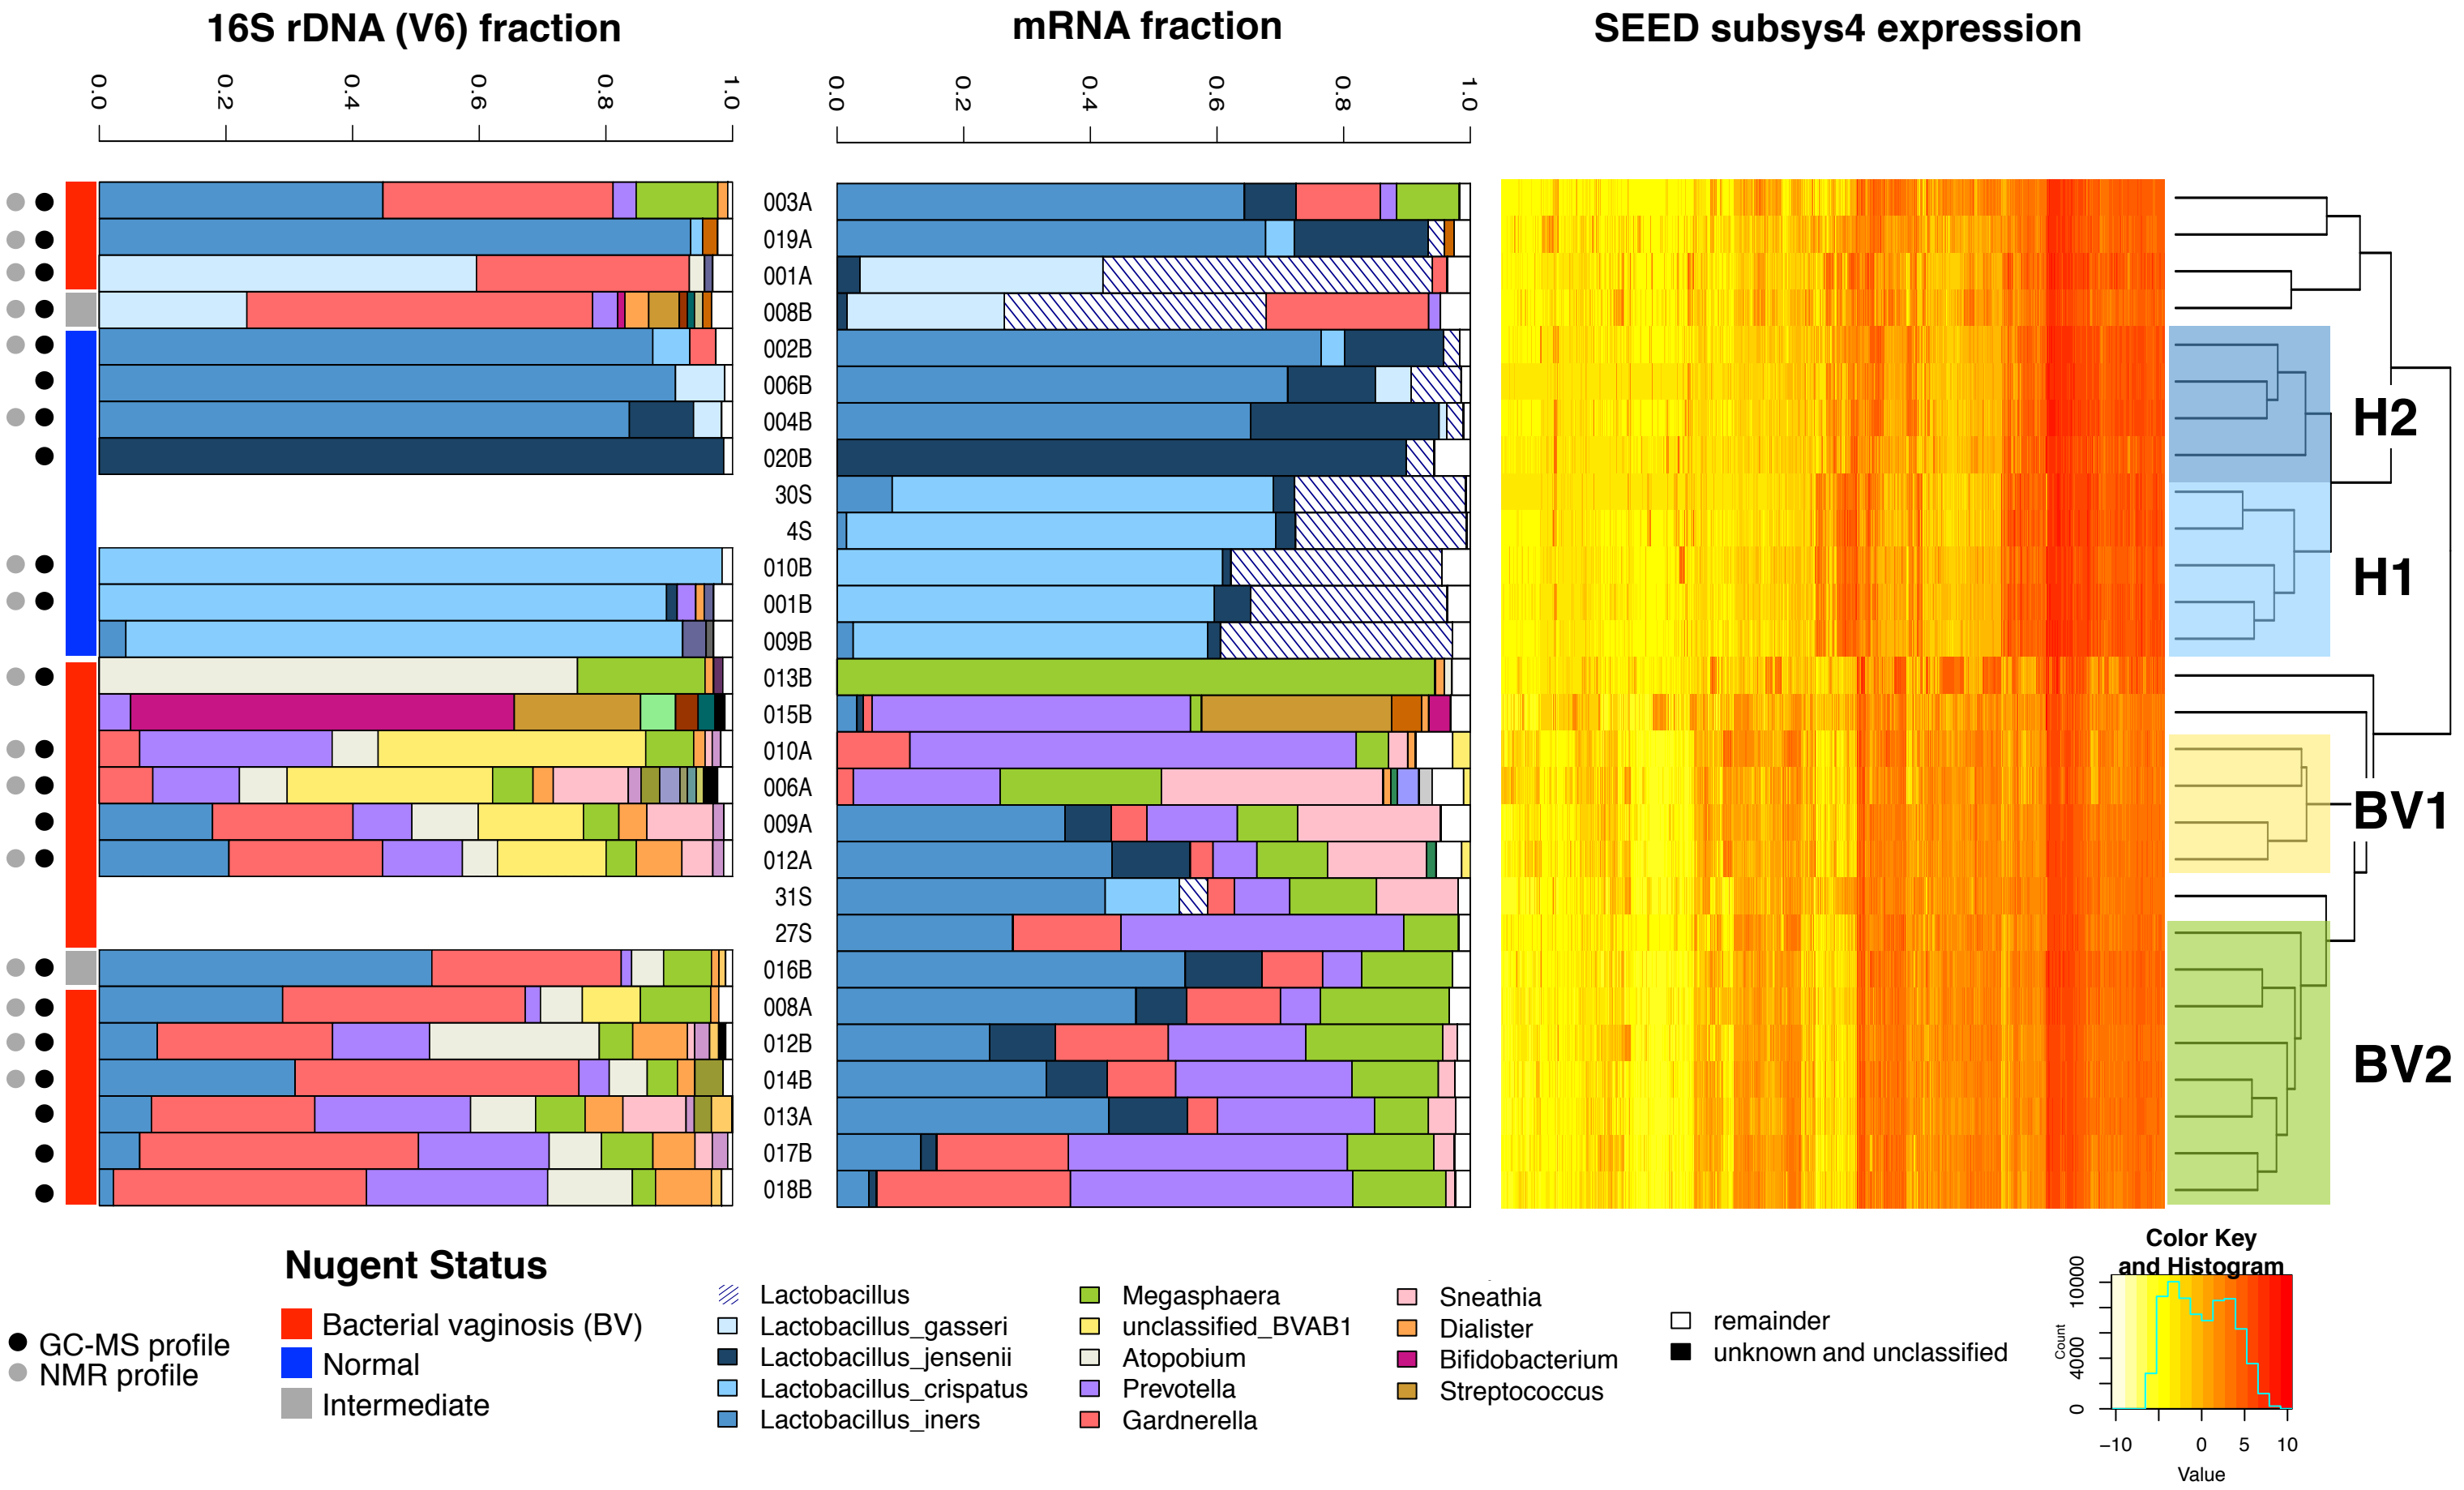 16S rDNA (V6) fraction
mRNA fraction
SEED subsys4 expression
0.0 0.2 0.4 0.6 0.8 1.0
0.0 0.2 0.4 0.6 0.8 1.0
003A
019A
001A
008B
002B
006B
004B
020B
30S
4S
010B
001B
009B
013B
015B
010A
006A
009A
012A
31S
27S
016B
008A
012B
014B
013A
017B
018B
H2
H1
BV1
BV2
GC-MS profile
NMR profile
Nugent Status
Bacterial vaginosis (BV)
Normal
Intermediate
Lactobacillus
Lactobacillus_gasseri
Lactobacillus_jensenii
Lactobacillus_crispatus
Lactobacillus_iners
Megasphaera
unclassified_BVAB1
Atopobium
Prevotella
Gardnerella
Sneathia
Dialister
Bifidobacterium
Streptococcus
remainder
unknown and unclassified
Color Key
and Histogram
Count
0 4000 10000
−10 0 5 10
Value